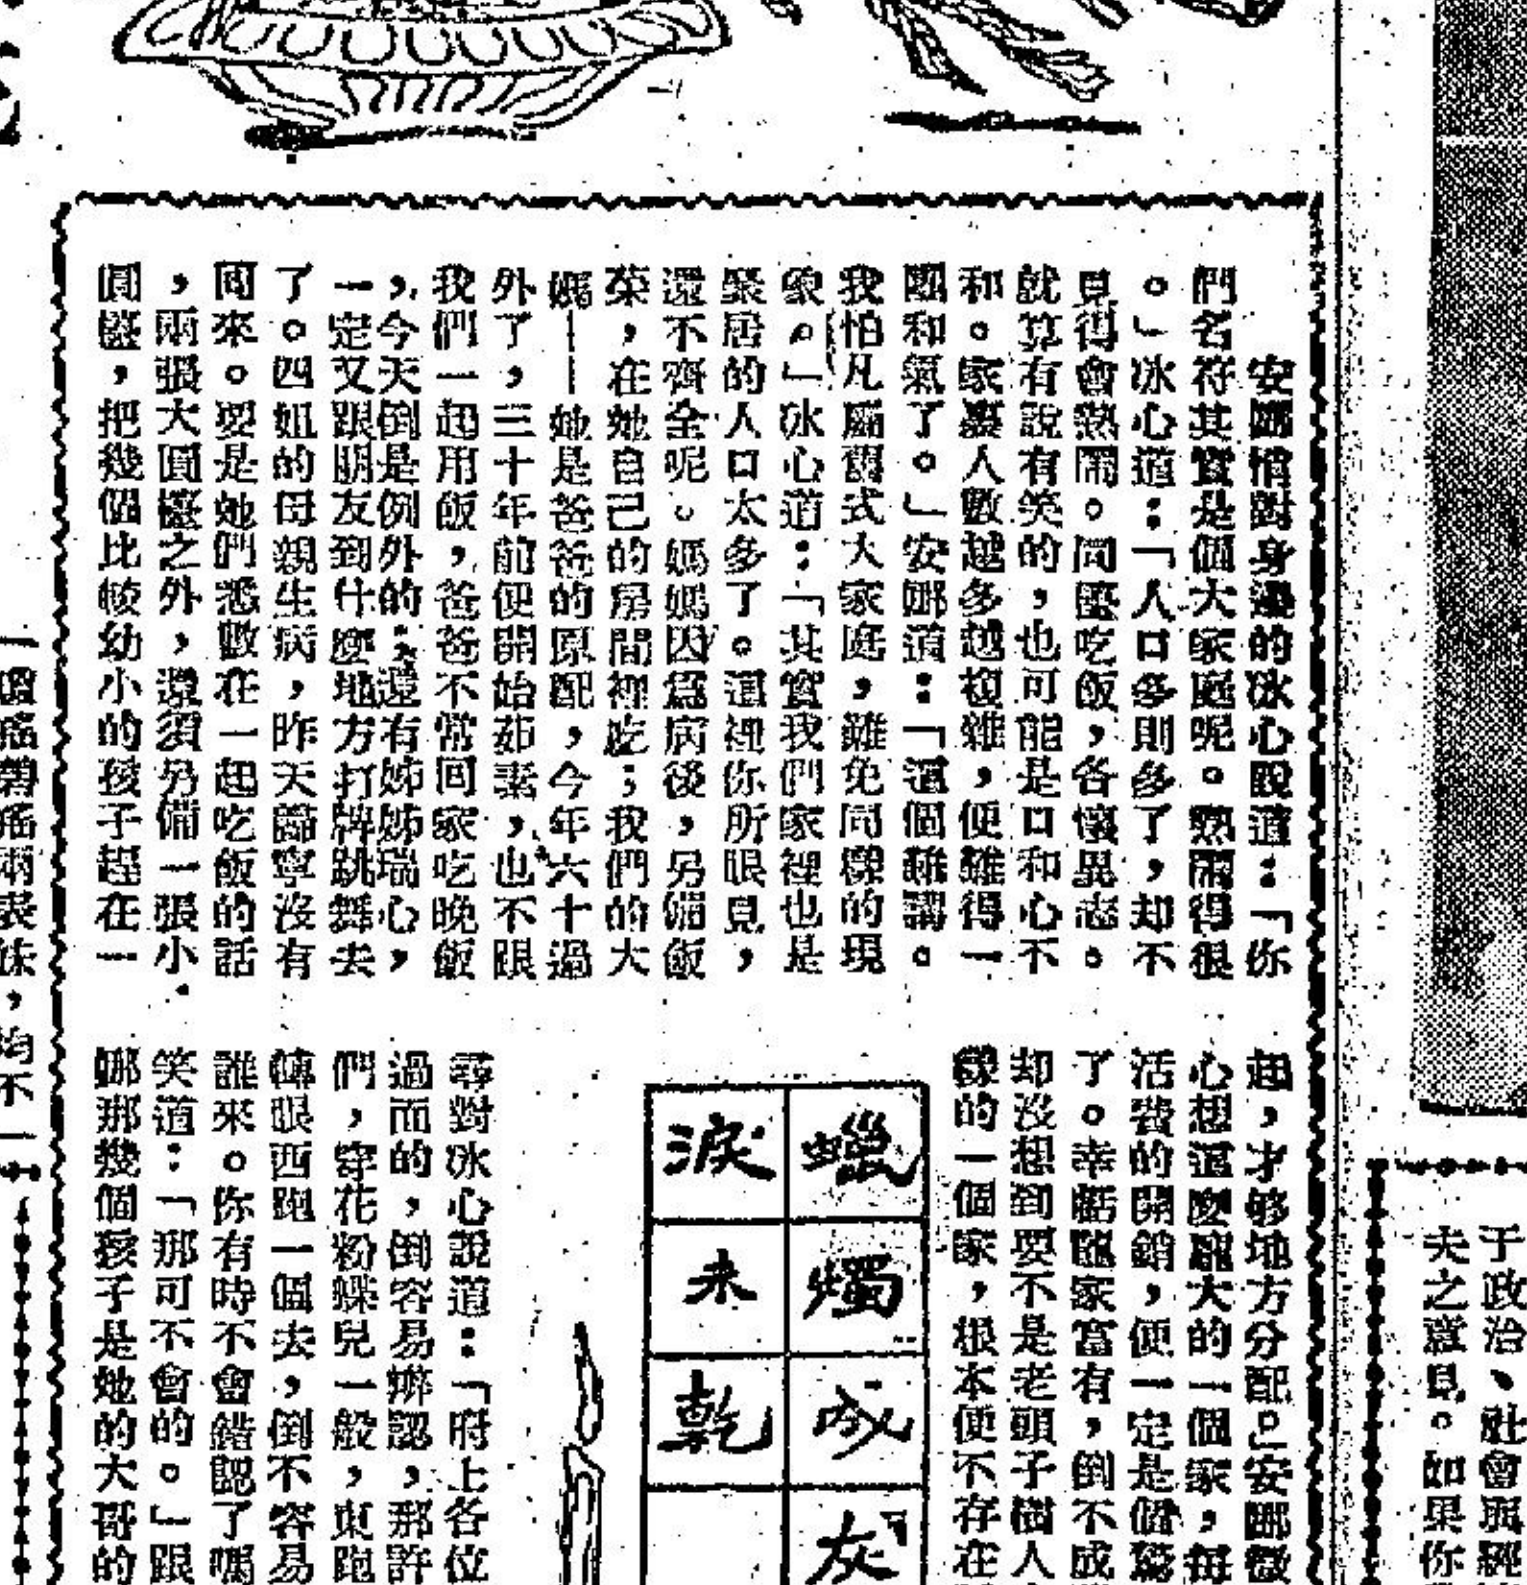 安娜悄對身邊的冰心說道：「你
們名符其實是個大家庭呢。熱鬧得很
。」冰心道：「人口多則多了，却不
見得會熱鬧。同檯吃飯，各懷異志。
就算有說有笑的，也可能是口和心不
和。家裏人數越多越複雜，便難得一
團和氣了。」安娜道：「這個難講。
我怕凡屬舊式大家庭，難免同樣的現
象。」冰心道：「其實我們家裡也是
聚居的人口太多了。這裡你所眼見，
還不齊全呢。媽媽因爲病後，另備飯
菜，在她自己的房間裡吃；我們的大
媽——她是爸爸的原配，今年六十過
外了，三十年前便開始茹素，也不跟
我們一起用飯，爸爸不常回家吃晚飯
，今天倒是例外的；還有姊姊瑞心，
一定又跟朋友到什麼地方打牌跳舞去
了。四姐的母親生病，昨天歸寧沒有
回來。要是她們悉數在一起吃飯的話
，兩張大圓檯之外，還須另備一張小
圓檯，把幾個比較幼小的孩子趕在一
起，才够地方分配。」安娜微
心想這麼龐大的一個家，每
活費的開銷，便一定是個驚
了。幸括龐家富有，倒不成
却沒想到要不是老頭子樹人
樣的一個家，根本便不存在
蠟燭成灰
淚未乾
尋對冰心說道：「府上各位
過面的，倒容易辨認，那許
們，穿花粉蝶兒一般，東跑
轉眼西跑一個去，倒不容易
誰來。你有時不會錯認了嗎
笑道：「那可不會的。」跟
娜那幾個孩子是她的大哥的
于政治、社會與經
夫之意見。如果你
兩表妹，均不一